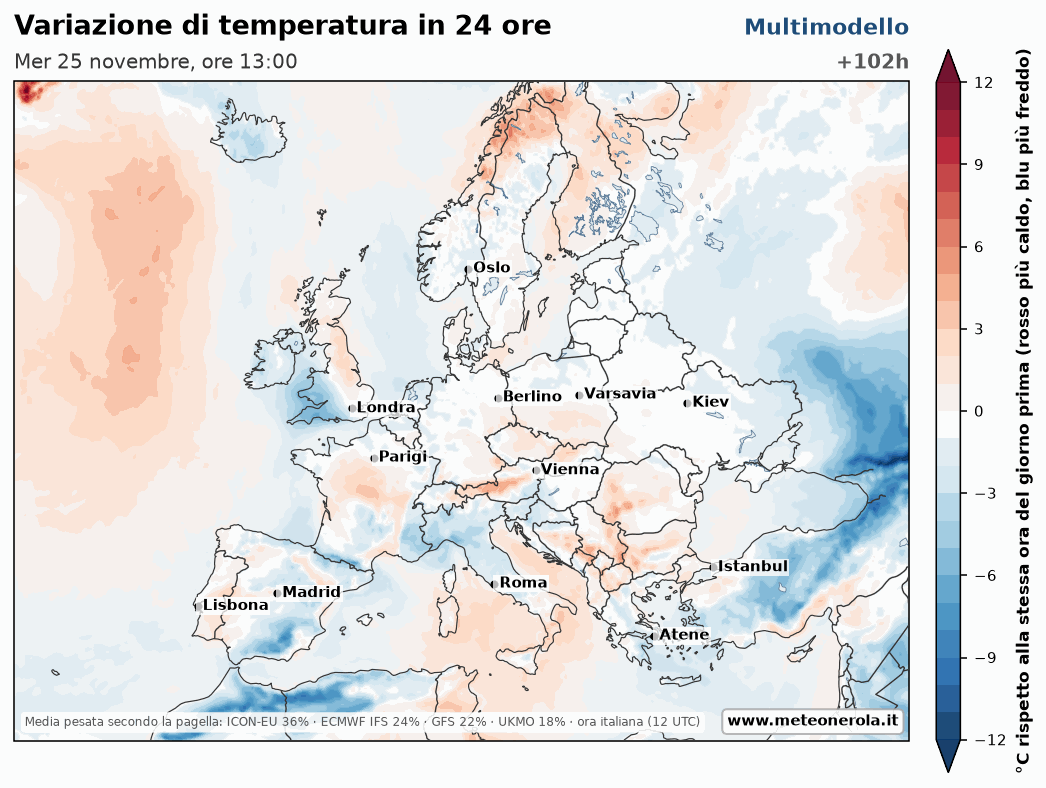 Variazione di temperatura in 24 ore
Multimodello
Mer 25 novembre, ore 13:00
+102h
Oslo
Londra
Berlino
Varsavia
Kiev
Parigi
Vienna
Istanbul
Roma
Madrid
Lisbona
Atene
Media pesata secondo la pagella: ICON-EU 36% · ECMWF IFS 24% · GFS 22% · UKMO 18% · ora italiana (12 UTC)
www.meteonerola.it
12
9
6
3
0
−3
−6
−9
−12
°C rispetto alla stessa ora del giorno prima (rosso più caldo, blu più freddo)